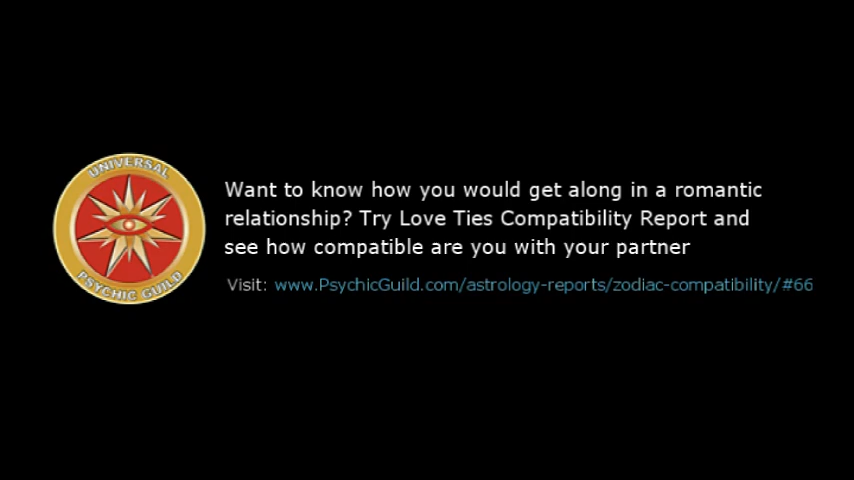 UNIVERSAL
PSYCHIC GUILD
Want to know how you would get along in a romantic
relationship? Try Love Ties Compatibility Report and
see how compatible are you with your partner
Visit: www.PsychicGuild.com/astrology-reports/zodiac-compatibility/#66